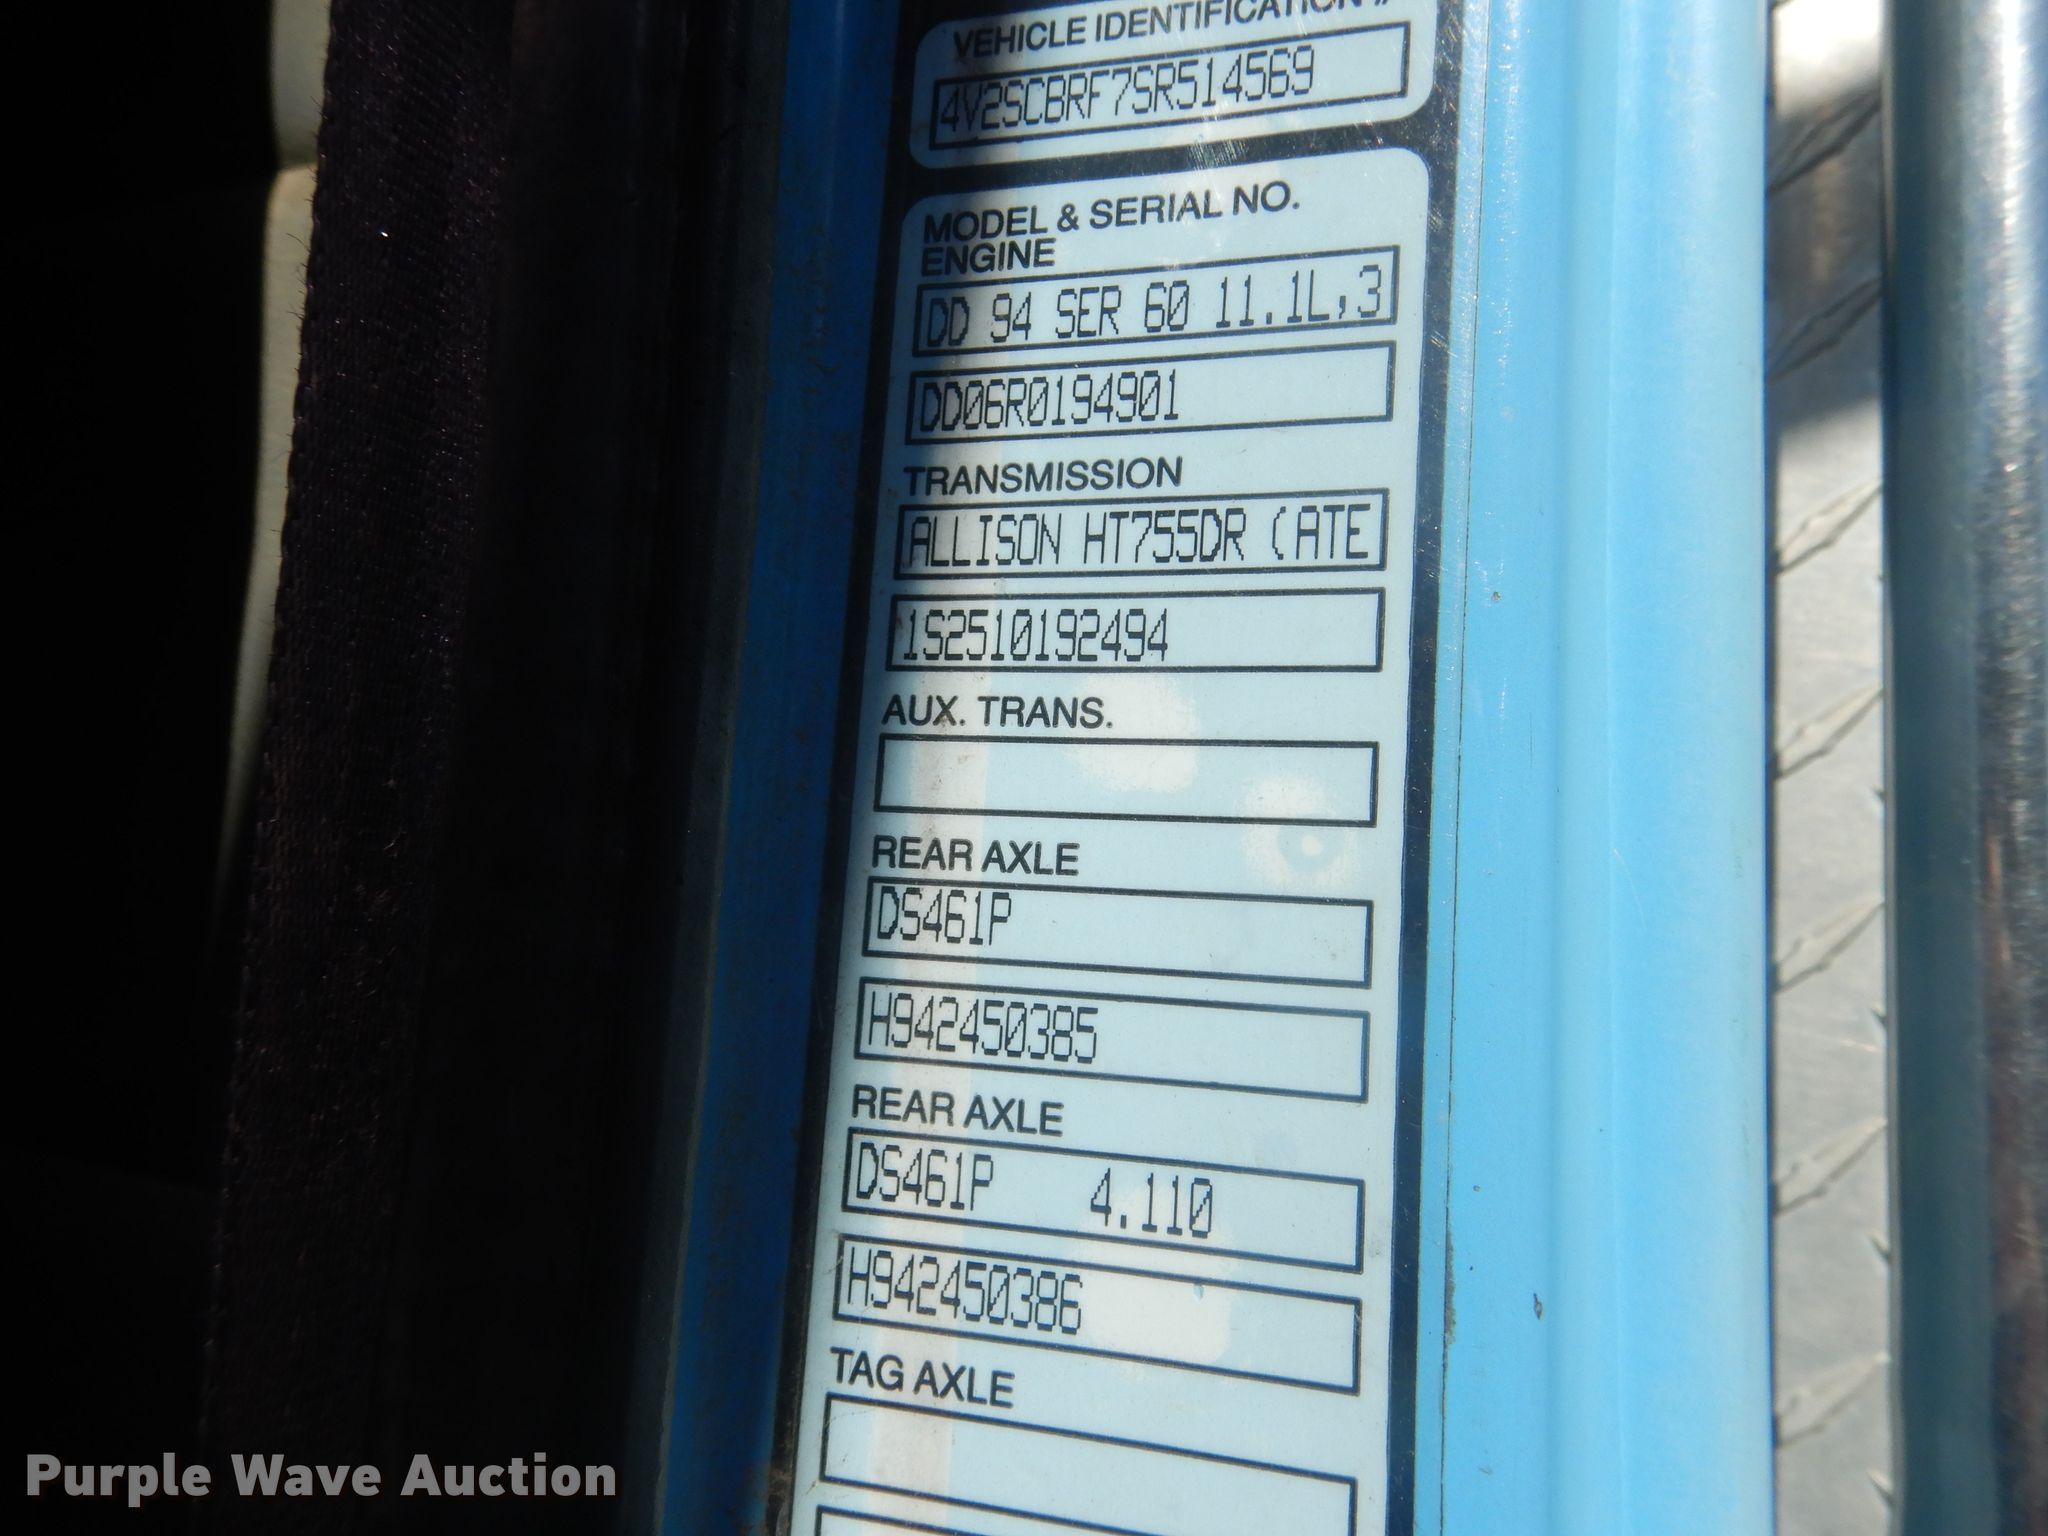 VEHICLE IDENTIFICATION #
4V2SCBRF7SR514569
MODEL & SERIAL NO.
ENGINE
DD 94 SER 60 11.1L,3
DD06R0194901
TRANSMISSION
ALLISON HT755DR (ATE
1S2510192494
AUX. TRANS.
REAR AXLE
DS461P
H942450385
REAR AXLE
DS461P 4.110
H942450386
TAG AXLE
Purple Wave Auction